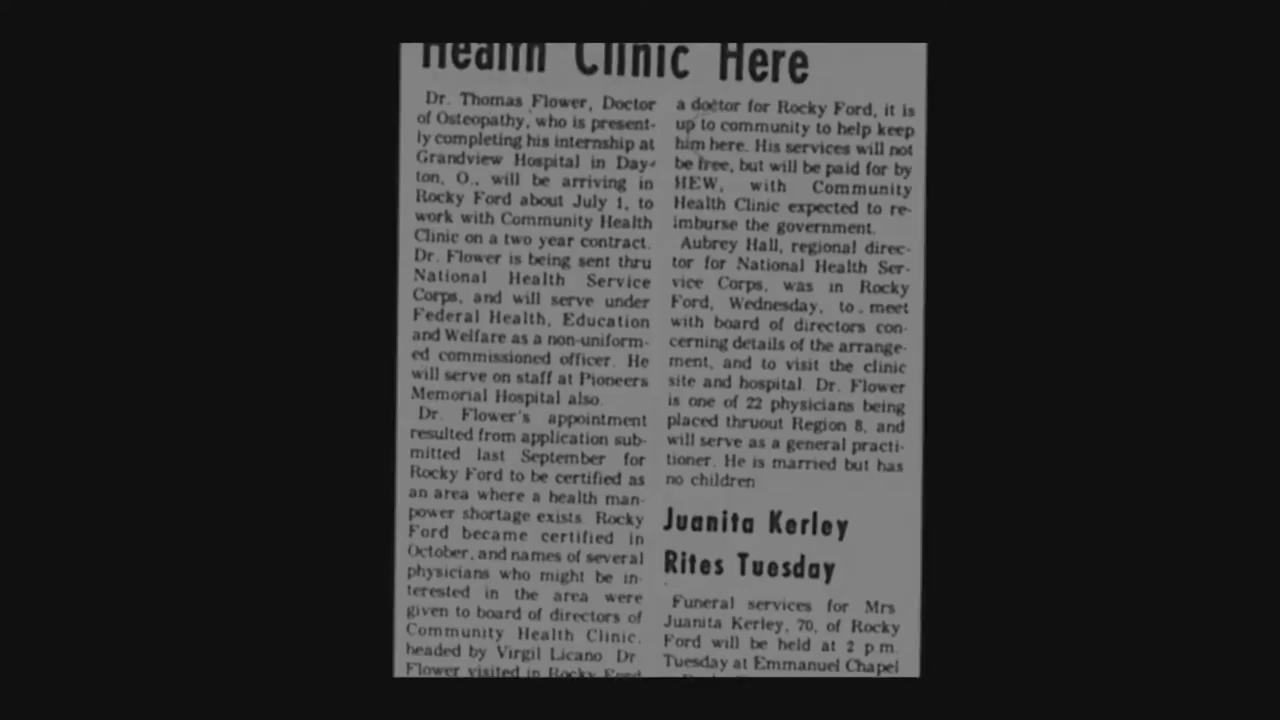 Health Clinic Here
Dr. Thomas Flower, Doctor
of Osteopathy, who is present-
ly completing his internship at
Grandview Hospital in Day-
ton, O., will be arriving in
Rocky Ford about July 1, to
work with Community Health
Clinic on a two year contract.
Dr. Flower is being sent thru
National Health Service
Corps, and will serve under
Federal Health, Education
and Welfare as a non-uniform-
ed commissioned officer. He
will serve on staff at Pioneers
Memorial Hospital also.
Dr. Flower's appointment
resulted from application sub-
mitted last September for
Rocky Ford to be certified as
an area where a health man-
power shortage exists. Rocky
Ford became certified in
October, and names of several
physicians who might be in-
terested in the area were
given to board of directors of
Community Health Clinic,
headed by Virgil Licano Dr
Flower visited in Rocky Ford
a doctor for Rocky Ford, it is
up to community to help keep
him here. His services will not
be free, but will be paid for by
HEW, with Community
Health Clinic expected to re-
imburse the government.
Aubrey Hall, regional direc-
tor for National Health Ser-
vice Corps, was in Rocky
Ford, Wednesday, to meet
with board of directors con-
cerning details of the arrange-
ment, and to visit the clinic
site and hospital. Dr. Flower
is one of 22 physicians being
placed thruout Region 8, and
will serve as a general practi-
tioner. He is married but has
no children
Juanita Kerley
Rites Tuesday
Funeral services for Mrs
Juanita Kerley, 70, of Rocky
Ford will be held at 2 p.m.
Tuesday at Emmanuel Chapel